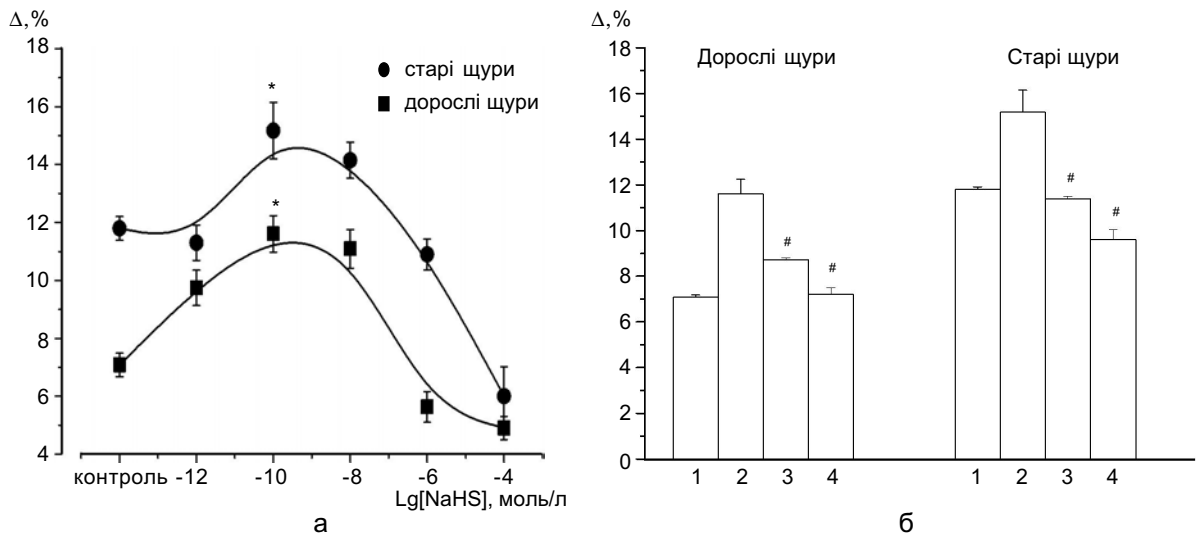 Δ,%
18
16
14
12
10
8
6
4
*
*
старі щури
дорослі щури
контроль -12 -10 -8 -6 -4
Lg[NaHS], моль/л
а
Δ,%
18
16
14
12
10
8
6
4
2
0
Дорослі щури
Старі щури
#
#
#
#
1 2 3 4 1 2 3 4
б